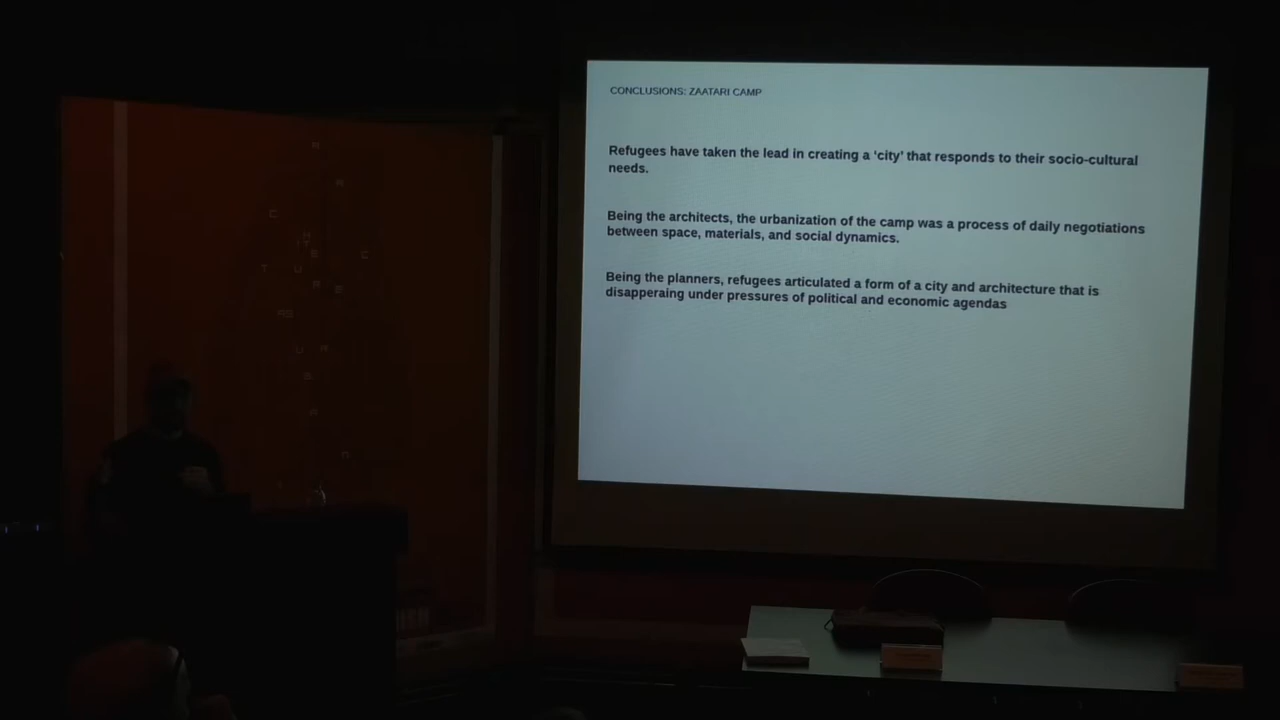 CONCLUSIONS: ZAATARI CAMP
Refugees have taken the lead in creating a ‘city’ that responds to their socio-cultural
needs.
Being the architects, the urbanization of the camp was a process of daily negotiations
between space, materials, and social dynamics.
Being the planners, refugees articulated a form of a city and architecture that is
disapperaing under pressures of political and economic agendas